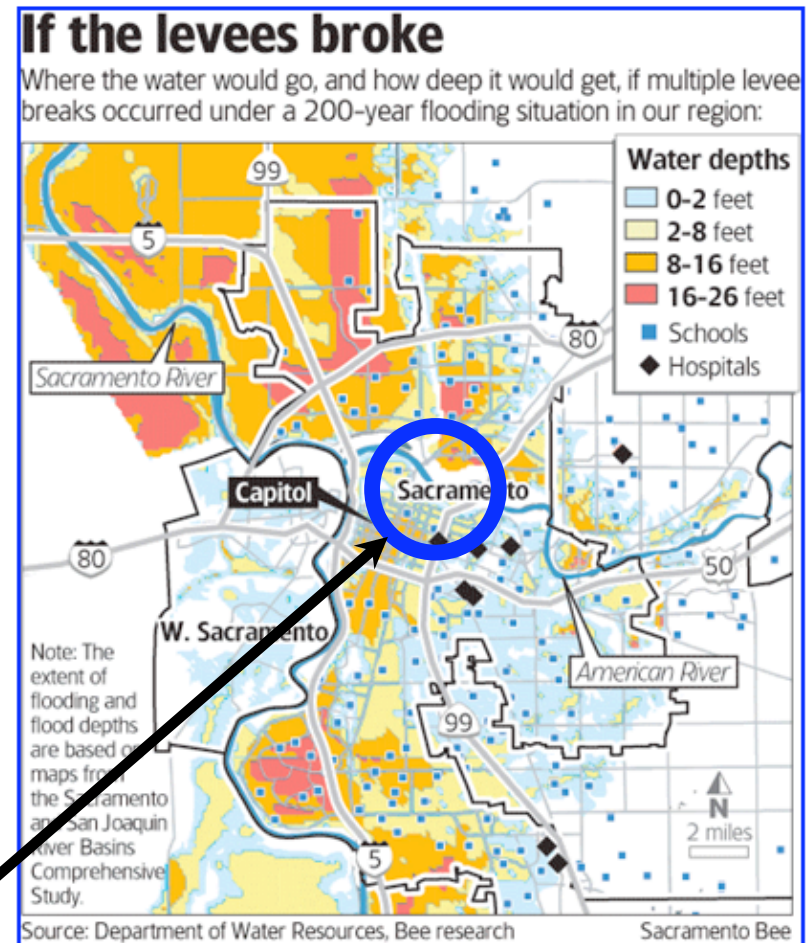 If the levees broke
Where the water would go, and how deep it would get, if multiple levee
breaks occurred under a 200-year flooding situation in our region:
Water depths
0-2 feet
2-8 feet
8-16 feet
16-26 feet
Schools
Hospitals
99
5
80
Sacramento River
Capitol
Sacramento
80
50
W. Sacramento
American River
Note: The
extent of
flooding and
flood depths
are based on
maps from
the Sacramento
and San Joaquin
River Basins
Comprehensive
Study.
99
N
2 miles
5
Source: Department of Water Resources, Bee research
Sacramento Bee